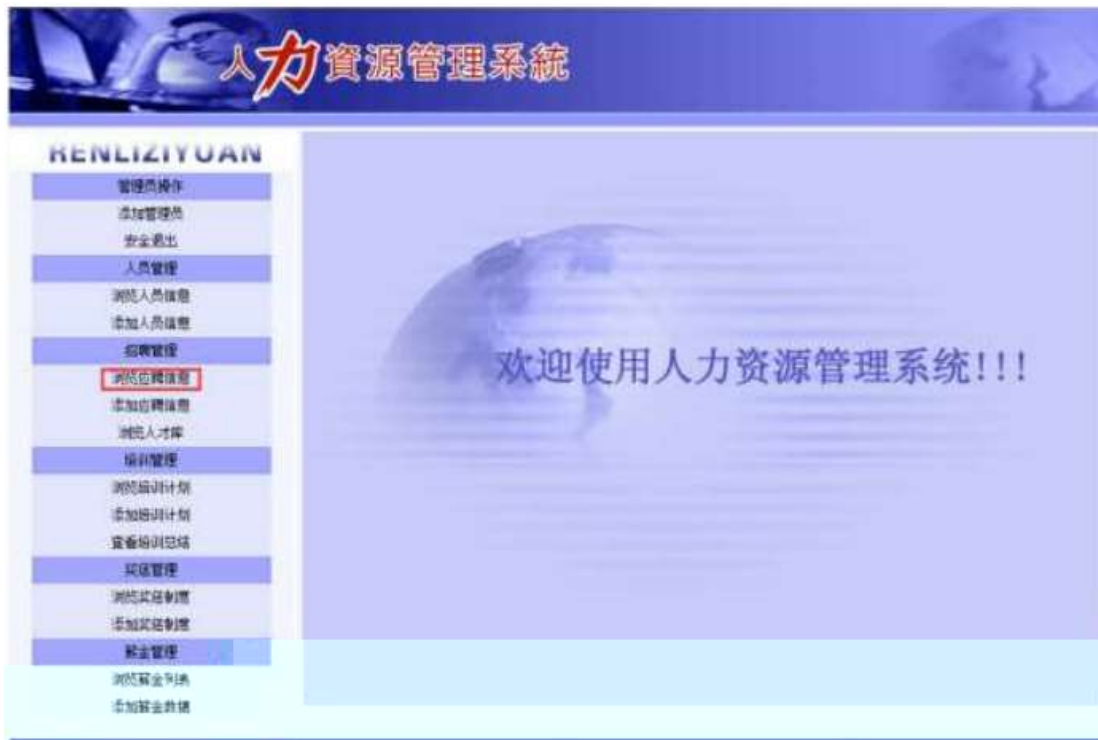 人力資源管理系統
RENLIZIYUAN
管理员操作
添加管理员
安全退出
人员管理
浏览人员信息
添加人员信息
招聘管理
浏览应聘信息
添加应聘信息
浏览人才库
培训管理
浏览培训计划
添加培训计划
查看培训总结
奖惩管理
浏览奖惩制度
添加奖惩制度
薪金管理
浏览薪金列表
添加薪金数据
欢迎使用人力资源管理系统!!!